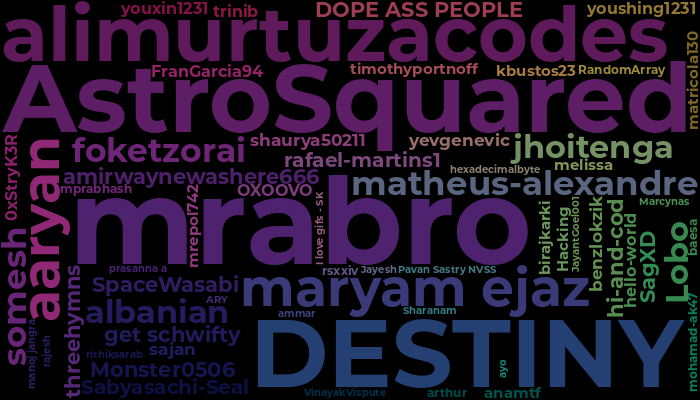 youxin1231
trinib
DOPE ASS PEOPLE
youshing1231
alimurtuzacodes
matricola130
FranGarcia94
timothyportnoff
kbustos23
RandomArray
AstroSquared
0xStryK3R
foketzorai
shaurya50211
yevgenevic
jhoitenga
rafael-martins1
melissa
hexadecimalbyte
amirwaynewashere666
matheus-alexandre
mprabhash
OXOOVO
Marcynas
aaryan
mrabro
mrepol742
I love gifs - SK
birajkarki
Hacking
Jayantgoel001
benzlokzik
hi-and-cod
hello-world
SagXD
Lobo
baesa
somesh
prasanna a
rsxxiv
Jayesh
Pavan Sastry NVSS
threehymns
SpaceWasabi
maryam ejaz
ARY
albanian
ammar
Sharanam
mohamad-ak47
manoj jangra
rajesh
get schwifty
DESTINY
rithiksarab
sajan
Monster0506
ayo
Sabyasachi-Seal
VinayakVispute
arthur
anamtf